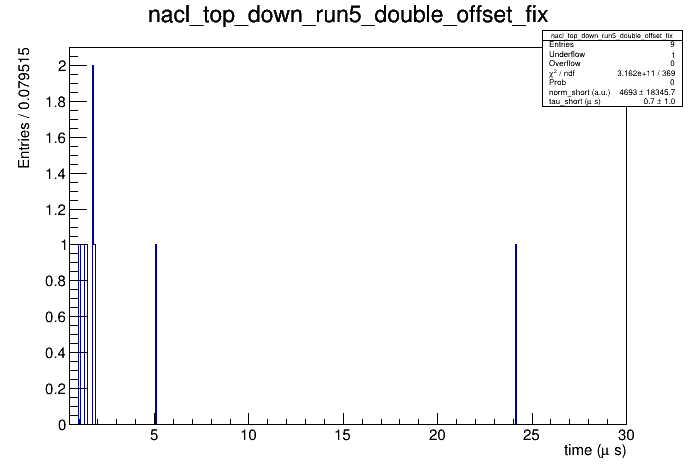 nacl_top_down_run5_double_offset_fix
nacl_top_down_run5_double_offset_fix
Entries 9
Underflow 1
Overflow 0
χ² / ndf 3.162e+11 / 369
Prob 0
norm_short (a.u.) 4693 ± 18345.7
tau_short (μ s) 0.7 ± 1.0
Entries / 0.079515
2
1.8
1.6
1.4
1.2
1
0.8
0.6
0.4
0.2
0
5 10 15 20 25 30
time (μ s)